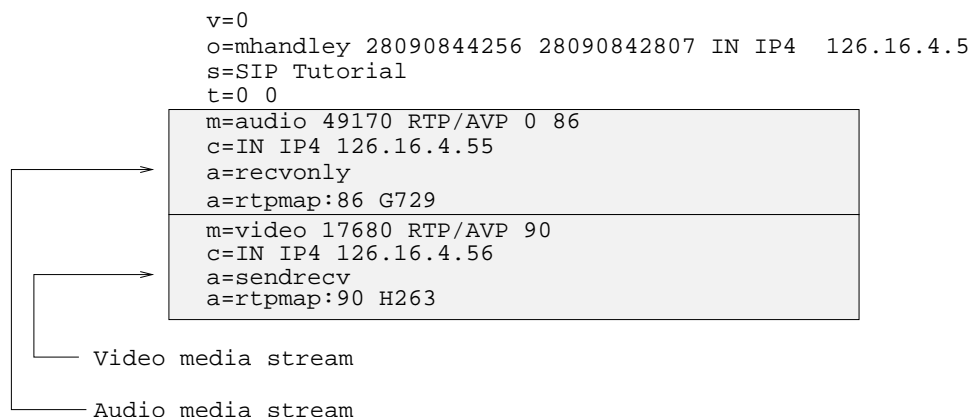 v=0
o=mhandley 28090844256 28090842807 IN IP4 126.16.4.5
s=SIP Tutorial
t=0 0
m=audio 49170 RTP/AVP 0 86
c=IN IP4 126.16.4.55
a=recvonly
a=rtpmap:86 G729
m=video 17680 RTP/AVP 90
c=IN IP4 126.16.4.56
a=sendrecv
a=rtpmap:90 H263
Video media stream
Audio media stream